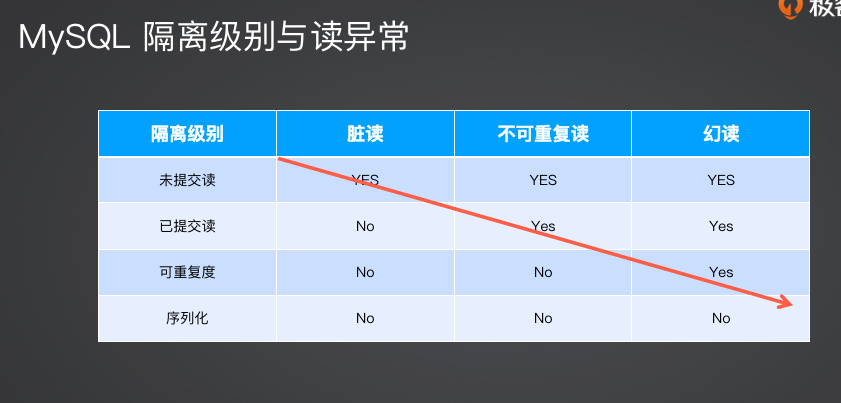 MySQL 隔离级别与读异常
极
隔离级别 脏读 不可重复读 幻读
未提交读 YES YES YES
已提交读 No Yes Yes
可重复度 No No Yes
序列化 No No No